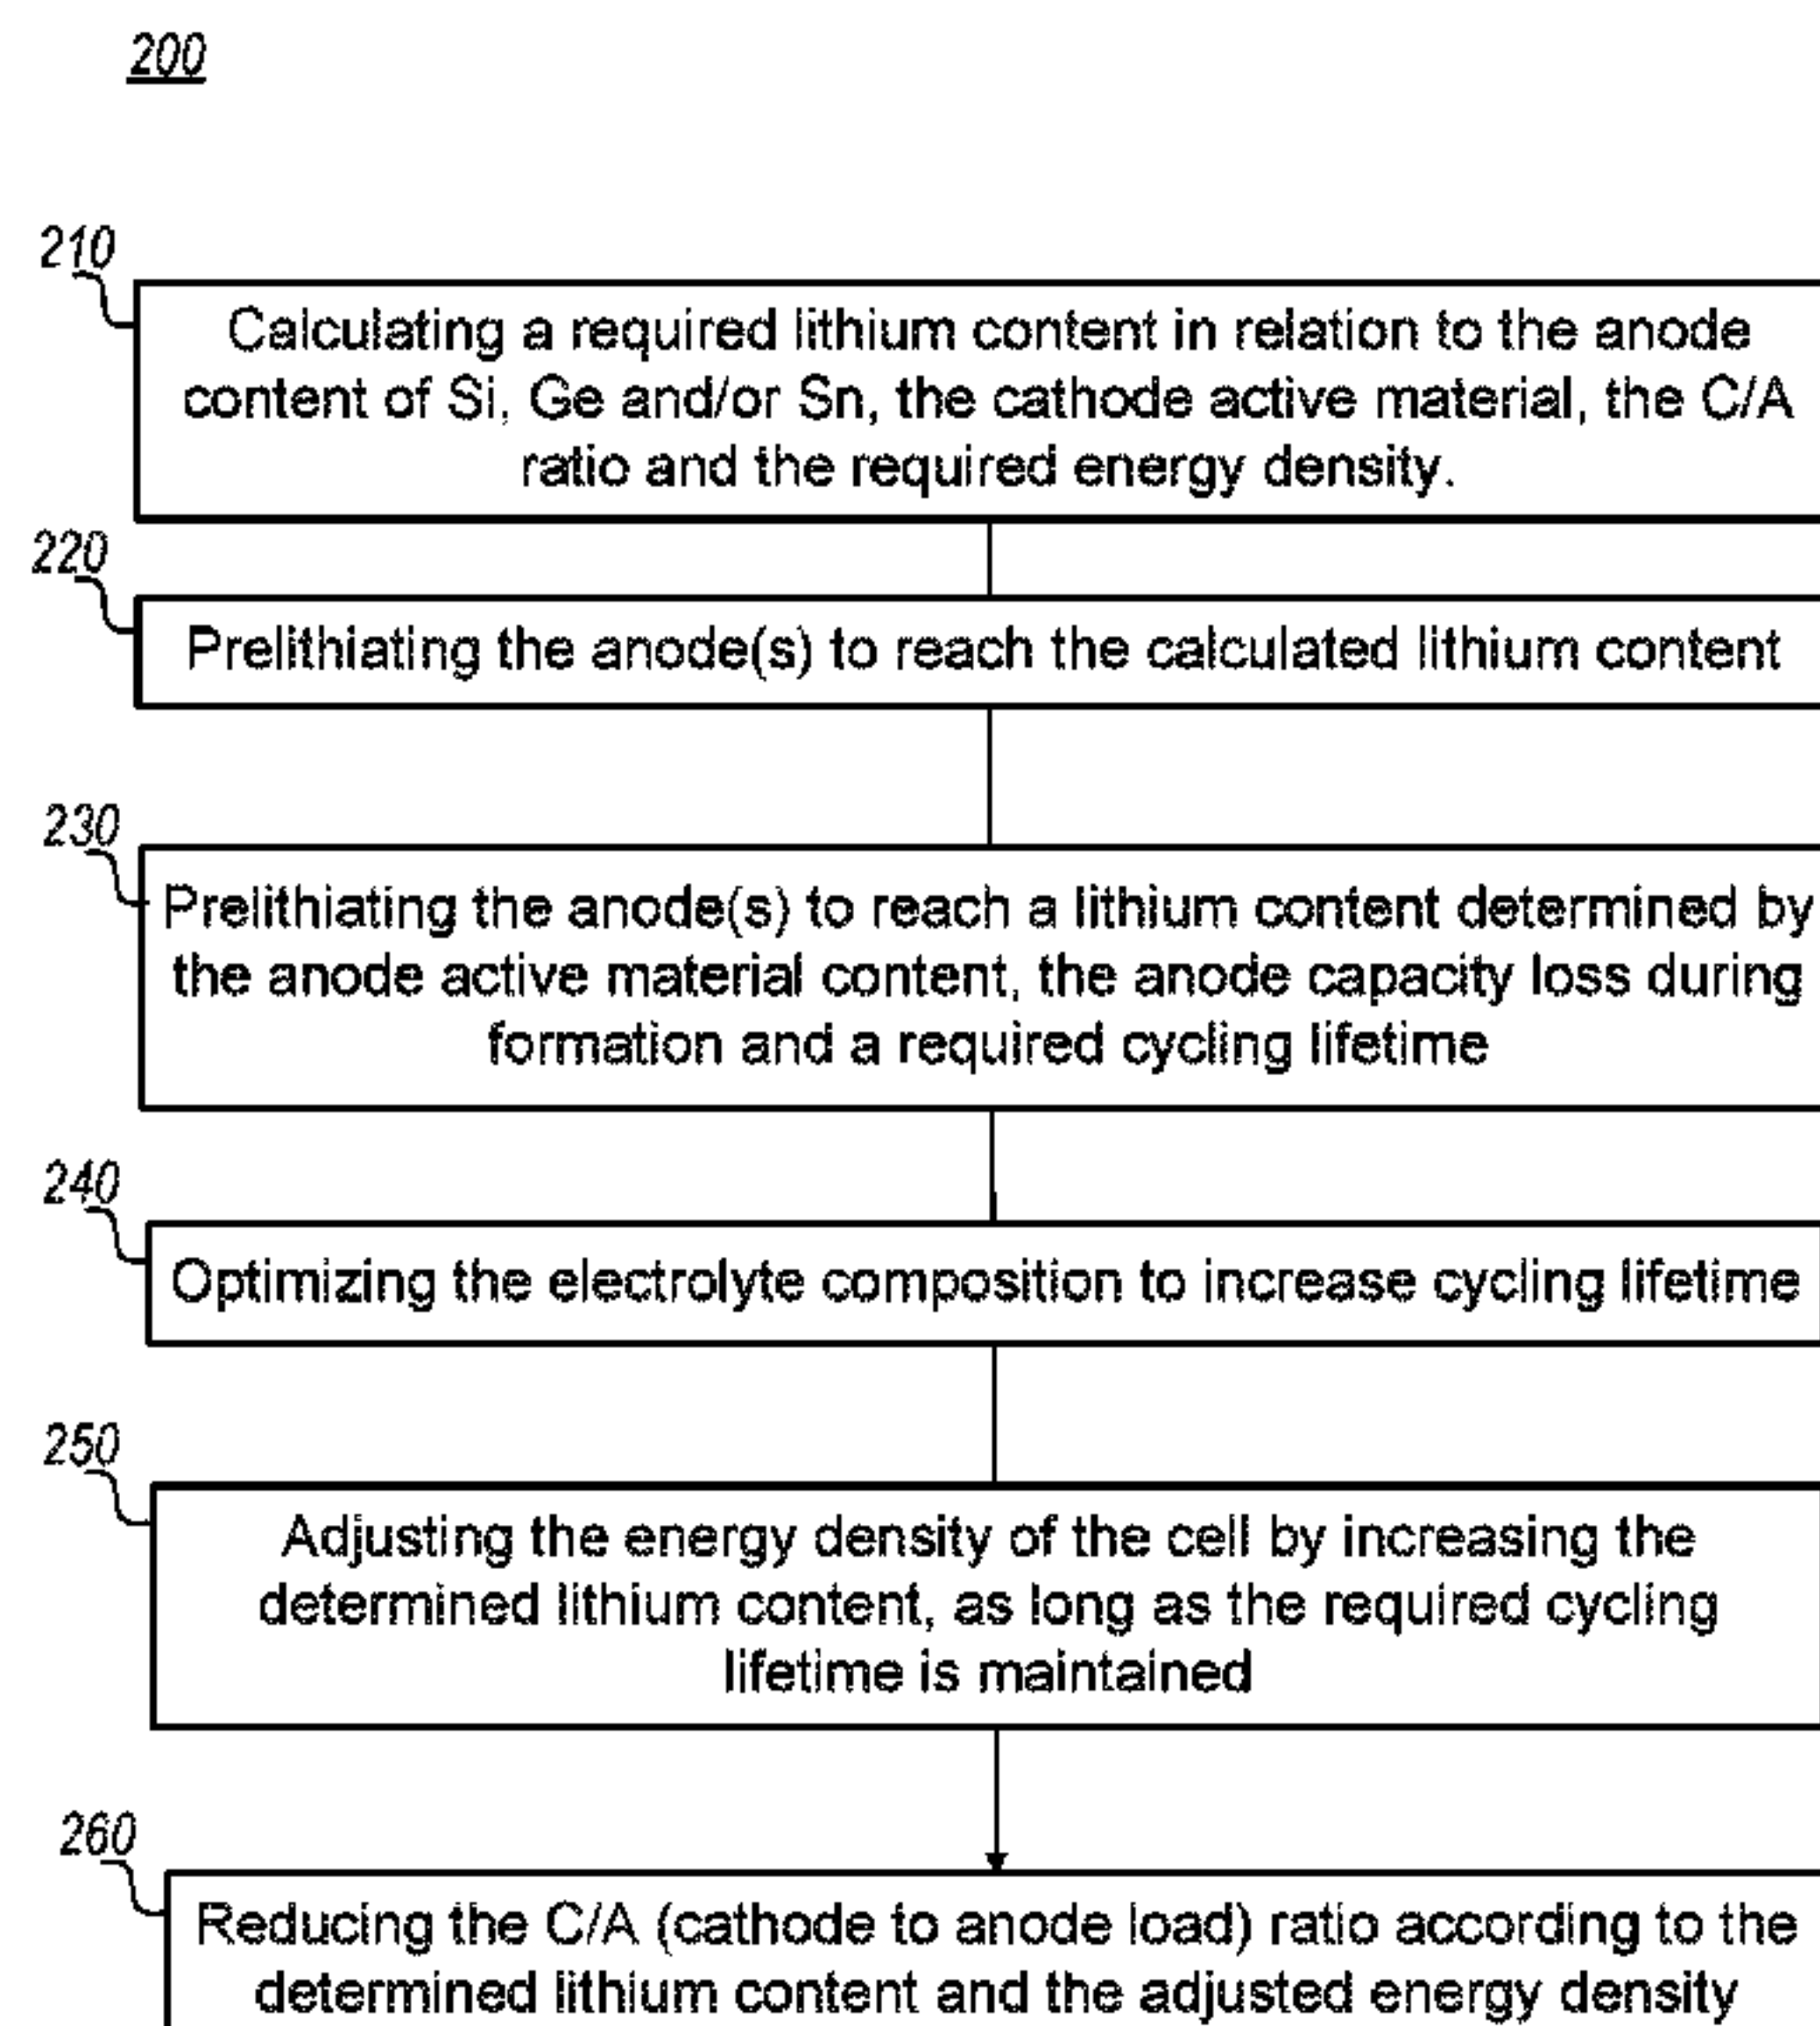 200
210
Calculating a required lithium content in relation to the anode
content of Si, Ge and/or Sn, the cathode active material, the C/A
ratio and the required energy density.
220
Prelithiating the anode(s) to reach the calculated lithium content
230
Prelithiating the anode(s) to reach a lithium content determined by
the anode active material content, the anode capacity loss during
formation and a required cycling lifetime
240
Optimizing the electrolyte composition to increase cycling lifetime
250
Adjusting the energy density of the cell by increasing the
determined lithium content, as long as the required cycling
lifetime is maintained
260
Reducing the C/A (cathode to anode load) ratio according to the
determined lithium content and the adjusted energy density